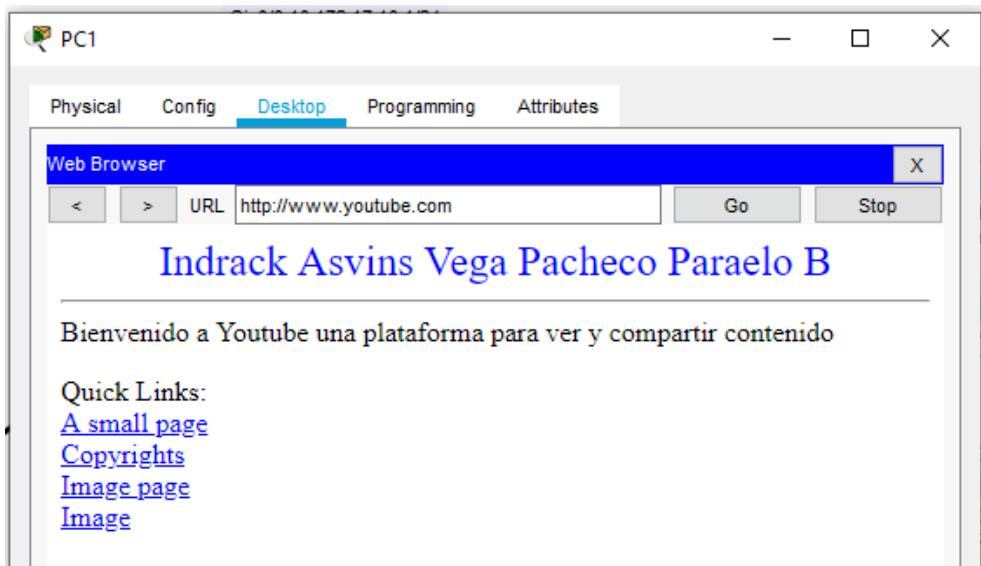 PC1
Physical Config Desktop Programming Attributes
Web Browser X
< > URL http://www.youtube.com Go Stop
Indrack Asvins Vega Pacheco Paraelo B
Bienvenido a Youtube una plataforma para ver y compartir contenido
Quick Links:
A small page
Copyrights
Image page
Image